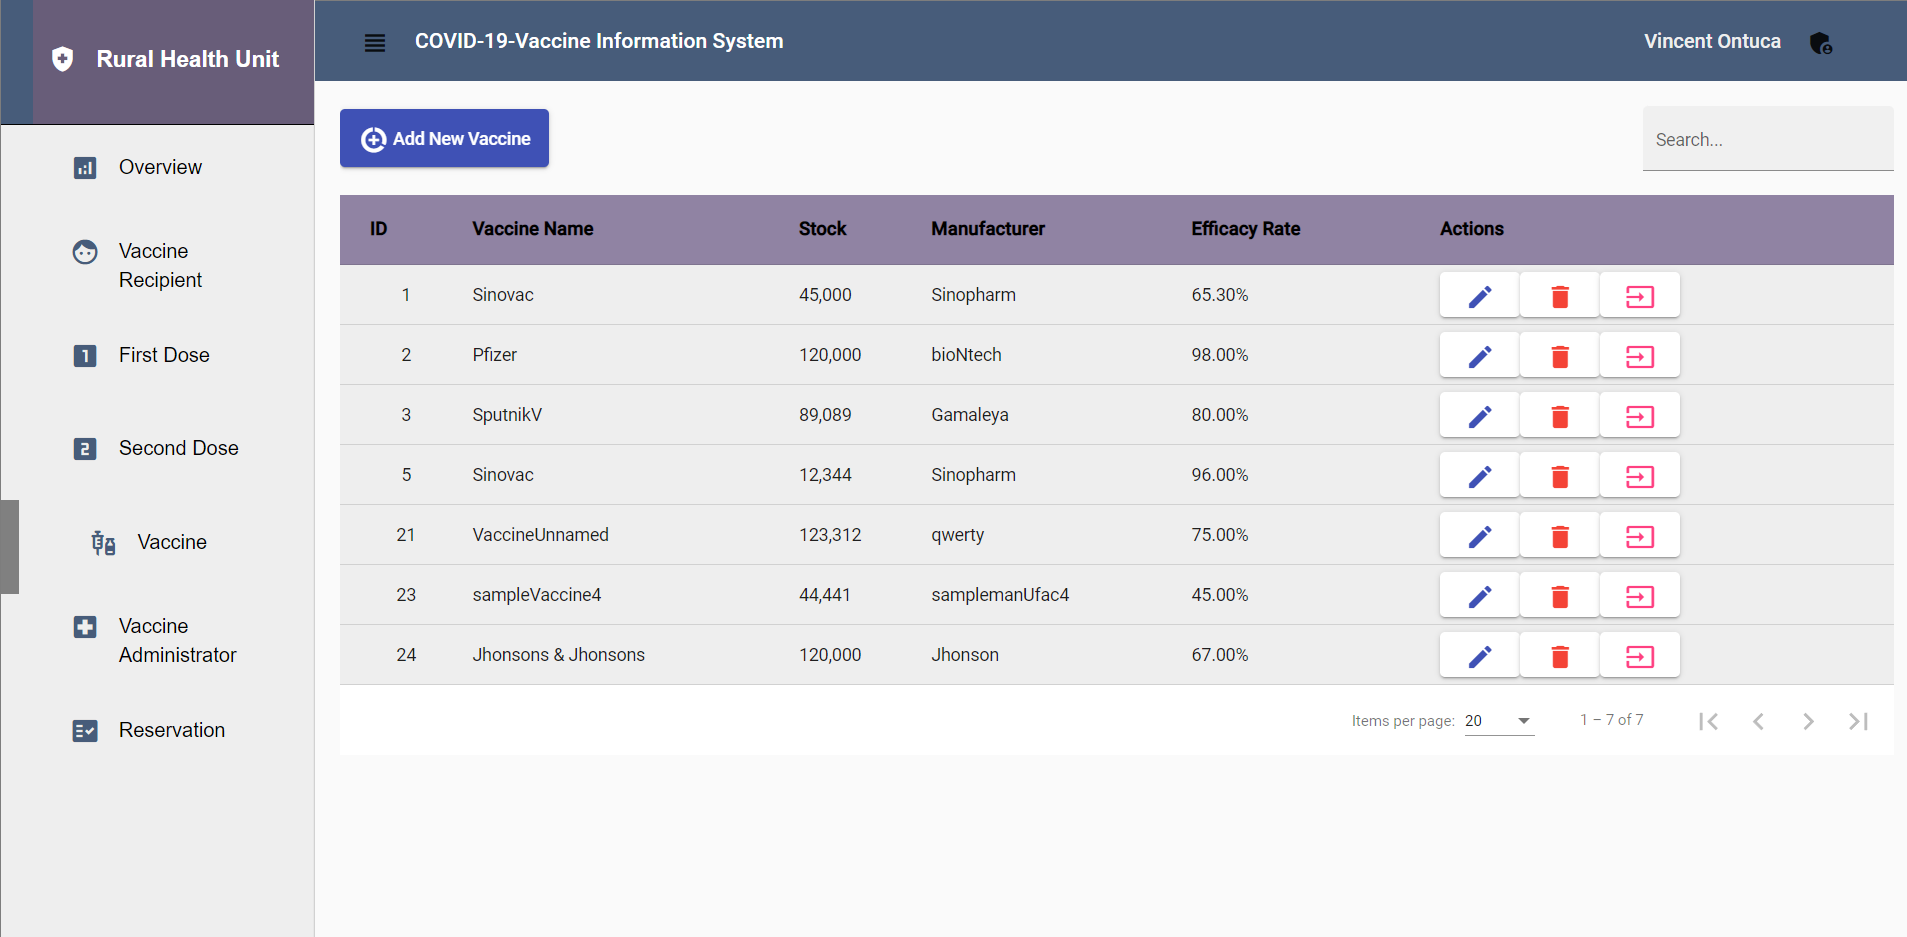 Rural Health Unit
COVID-19-Vaccine Information System
Vincent Ontuca
Overview
Vaccine
Recipient
1 First Dose
2 Second Dose
Vaccine
Vaccine
Administrator
Reservation
Add New Vaccine
Search...
ID Vaccine Name Stock Manufacturer Efficacy Rate Actions
1 Sinovac 45,000 Sinopharm 65.30%
2 Pfizer 120,000 bioNtech 98.00%
3 SputnikV 89,089 Gamaleya 80.00%
5 Sinovac 12,344 Sinopharm 96.00%
21 VaccineUnnamed 123,312 qwerty 75.00%
23 sampleVaccine4 44,441 samplemanUfac4 45.00%
24 Jhonsons & Jhonsons 120,000 Jhonson 67.00%
Items per page: 20 1 – 7 of 7